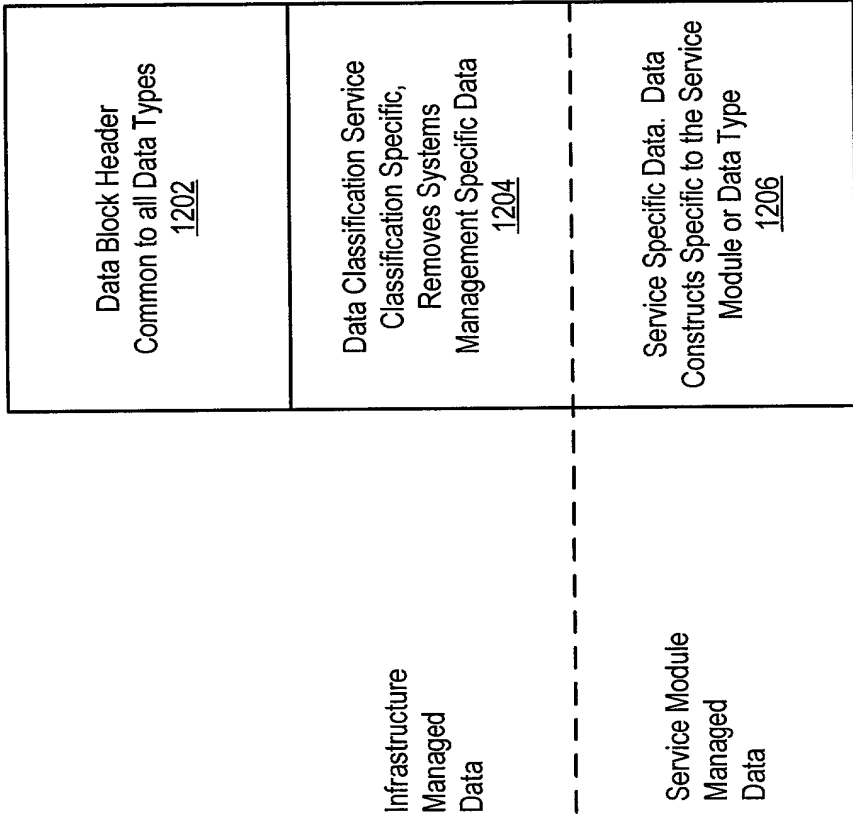 Data Block Header
Common to all Data Types
1202
Data Classification Service
Classification Specific,
Removes Systems
Management Specific Data
1204
Service Specific Data.  Data
Constructs Specific to the Service
Module or Data Type
1206
Infrastructure
Managed
Data
Service Module
Managed
Data